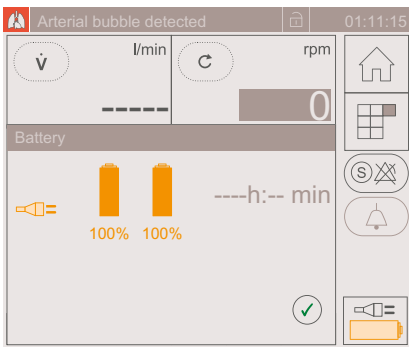 Arterial bubble detected 01:11:15
V̇ l/min rpm
----- 0
Battery
----h:-- min
100% 100%
S